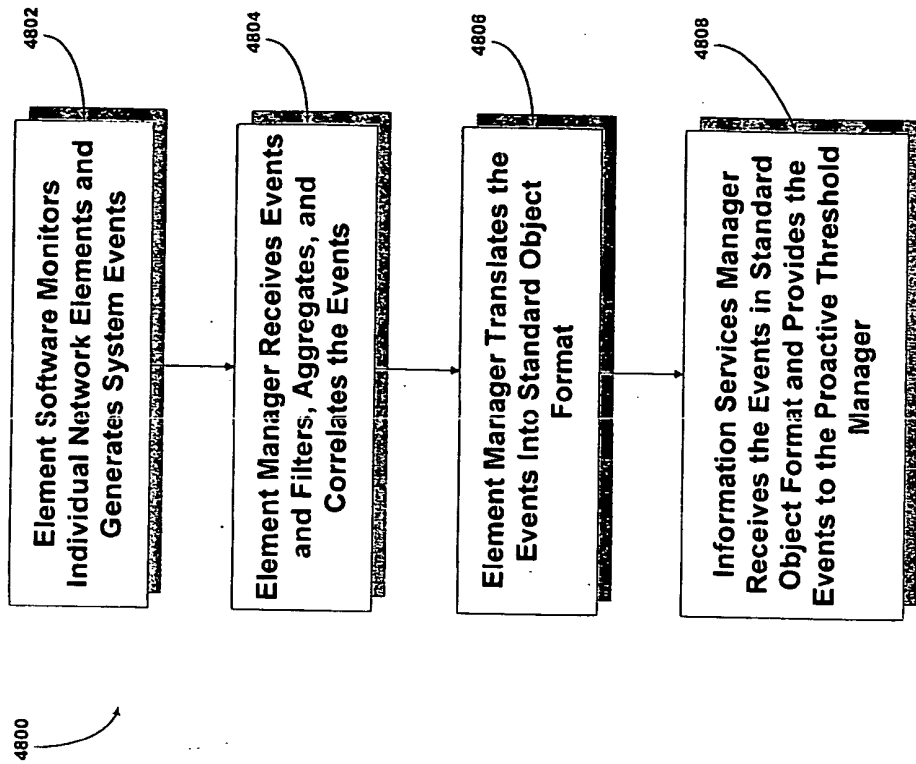 4800
Element Software Monitors
Individual Network Elements and
Generates System Events
4802
Element Manager Receives Events
and Filters, Aggregates, and
Correlates the Events
4804
Element Manager Translates the
Events Into Standard Object
Format
4806
Information Services Manager
Receives the Events in Standard
Object Format and Provides the
Events to the Proactive Threshold
Manager
4808